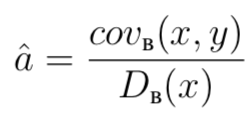 â = cov_в(x, y) / D_в(x)